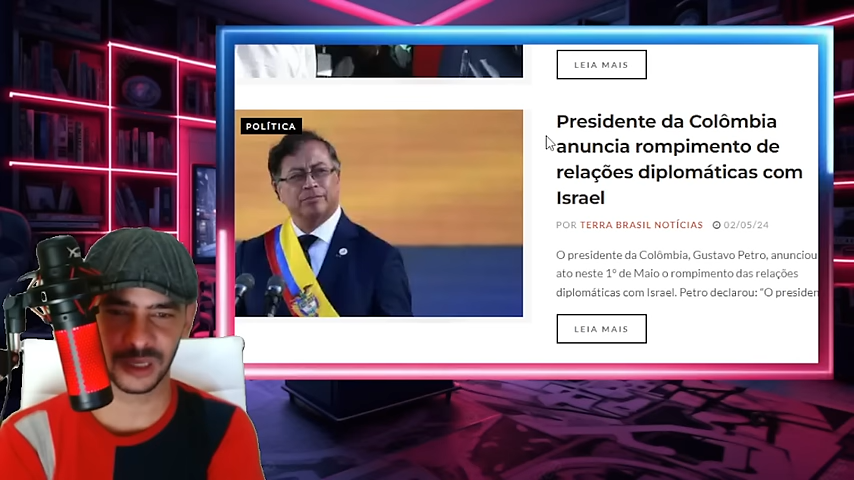 LEIA MAIS
POLÍTICA
Presidente da Colômbia
anuncia rompimento de
relações diplomáticas com
Israel
POR TERRA BRASIL NOTÍCIAS 02/05/24
O presidente da Colômbia, Gustavo Petro, anunciou
ato neste 1º de Maio o rompimento das relações
diplomáticas com Israel. Petro declarou: “O presiden
LEIA MAIS